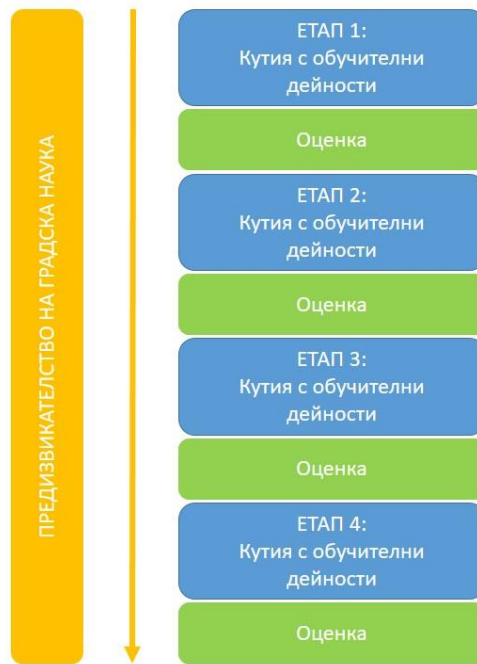 ПРЕДИЗВИКАТЕЛСТВО НА ГРАДСКА НАУКА
ЕТАП 1:
Кутия с обучителни
дейности
Оценка
ЕТАП 2:
Кутия с обучителни
дейности
Оценка
ЕТАП 3:
Кутия с обучителни
дейности
Оценка
ЕТАП 4:
Кутия с обучителни
дейности
Оценка